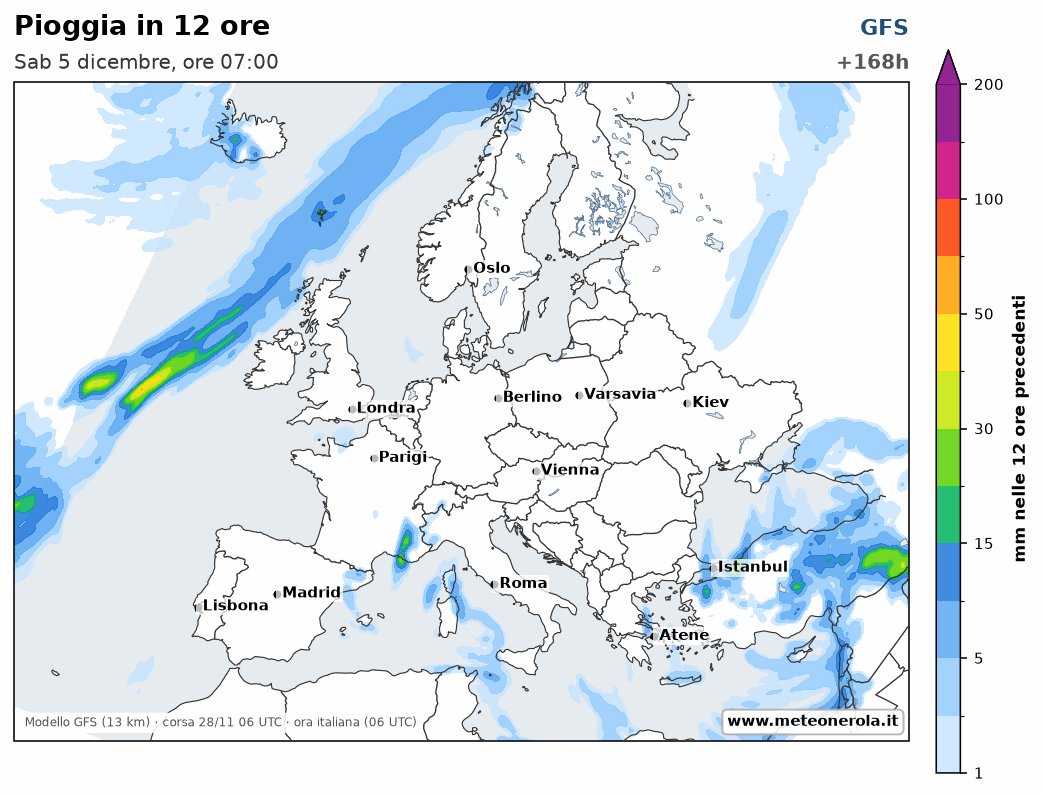 Pioggia in 12 ore
GFS
Sab 5 dicembre, ore 07:00
+168h
200
100
50
30
15
5
1
mm nelle 12 ore precedenti
Oslo
Berlino
Varsavia
Kiev
Londra
Parigi
Vienna
Istanbul
Roma
Madrid
Lisbona
Atene
Modello GFS (13 km) · corsa 28/11 06 UTC · ora italiana (06 UTC)
www.meteonerola.it